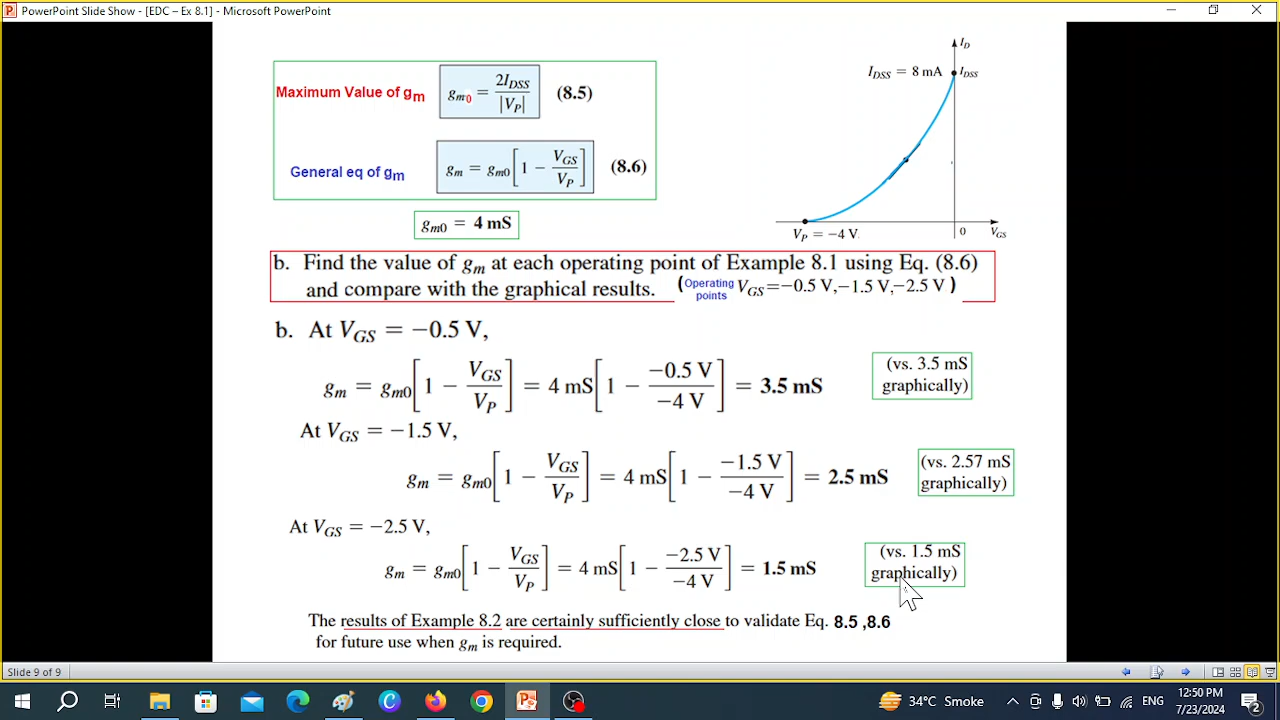 PowerPoint Slide Show - [EDC – Ex 8.1] - Microsoft PowerPoint
Maximum Value of gm
gm0 = 2IDSS / |VP| (8.5)
General eq of gm
gm = gm0[1 − VGS/VP] (8.6)
gm0 = 4 mS
ID
IDSS = 8 mA IDSS
VP = −4 V 0 VGS
b. Find the value of gm at each operating point of Example 8.1 using Eq. (8.6)
and compare with the graphical results. (Operating points VGS=−0.5 V,−1.5 V,−2.5 V )
b. At VGS = −0.5 V,
gm = gm0[1 − VGS/VP] = 4 mS[1 − −0.5 V/−4 V] = 3.5 mS
(vs. 3.5 mS
graphically)
At VGS = −1.5 V,
gm = gm0[1 − VGS/VP] = 4 mS[1 − −1.5 V/−4 V] = 2.5 mS
(vs. 2.57 mS
graphically)
At VGS = −2.5 V,
gm = gm0[1 − VGS/VP] = 4 mS[1 − −2.5 V/−4 V] = 1.5 mS
(vs. 1.5 mS
graphically)
The results of Example 8.2 are certainly sufficiently close to validate Eq. 8.5 ,8.6
for future use when gm is required.
Slide 9 of 9
34°C Smoke
ENG
12:50 PM
7/23/2024
2